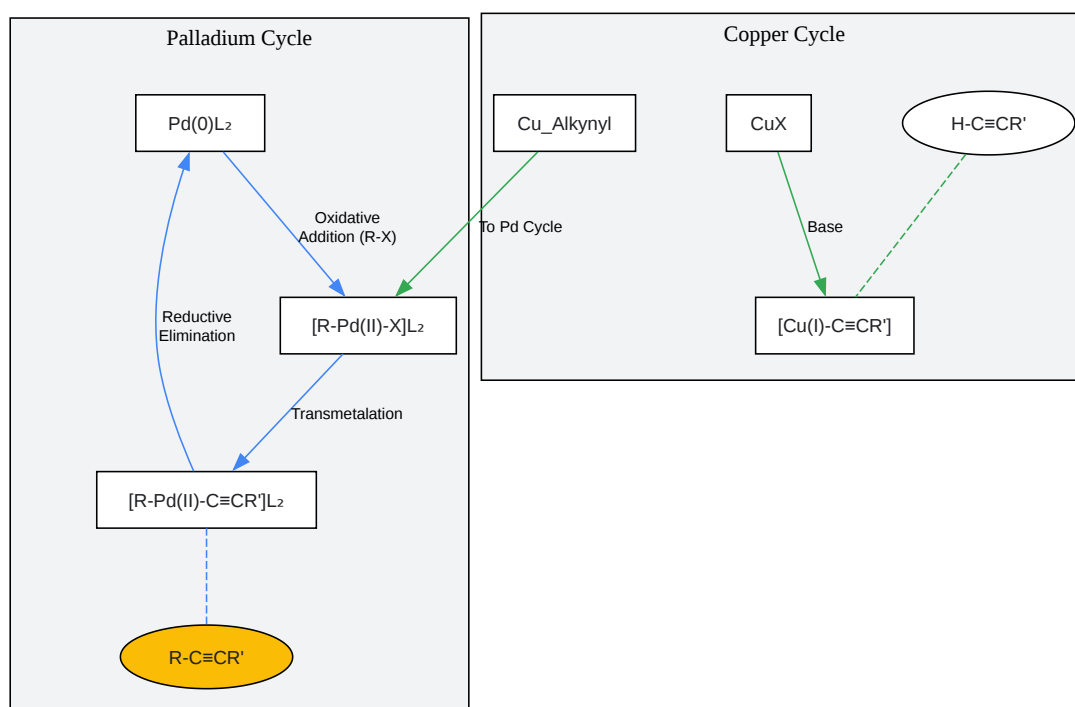 Palladium Cycle
Copper Cycle
Pd(0)L₂
Cu_Alkynyl
CuX
H-C≡CR'
Oxidative
Addition (R-X)
To Pd Cycle
Base
Reductive
Elimination
[R-Pd(II)-X]L₂
[Cu(I)-C≡CR']
Transmetalation
[R-Pd(II)-C≡CR']L₂
R-C≡CR'